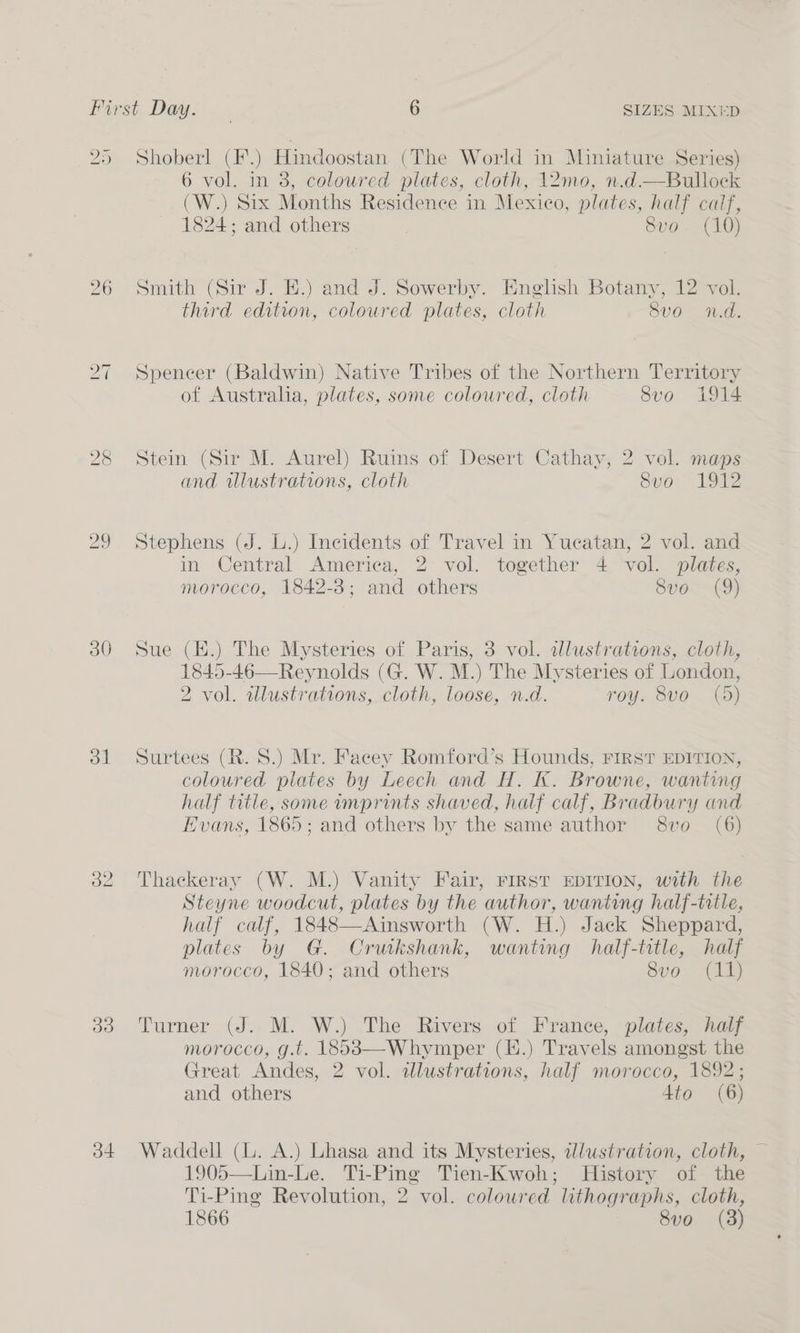 First Day. 6 SIZES MIXED
25 Shoberl (F.) Hindoostan (The World in Miniature Series)
6 vol. in 3, coloured plates, cloth, 12mo, n.d.—Bullock
(W.) Six Months Residence in Mexico, plates, half calf,
1824; and others 8vo (10)
26 Smith (Sir J. E.) and J. Sowerby. English Botany, 12 vol.
third edition, coloured plates, cloth 8vo n.d.
27 Spencer (Baldwin) Native Tribes of the Northern Territory
of Australia, plates, some coloured, cloth 8vo 1914
28 Stein (Sir M. Aurel) Ruins of Desert Cathay, 2 vol. maps
and illustrations, cloth 8vo 1912
29 Stephens (J. L.) Incidents of Travel in Yucatan, 2 vol. and
in Central America, 2 vol. together 4 vol. plates,
morocco, 1842-3; and others 8vo (9)
30 Sue (E.) The Mysteries of Paris, 3 vol. illustrations, cloth,
1845-46—Reynolds (G. W. M.) The Mysteries of London,
2 vol. illustrations, cloth, loose, n.d. roy. 8vo (5)
31 Surtees (R. S.) Mr. Facey Romford's Hounds, FIRST EDITION,
coloured plates by Leech and H. K. Browne, wanting
half title, some imprints shaved, half calf, Bradbury and
Evans, 1865; and others by the same author 8vo (6)
32 Thackeray (W. M.) Vanity Fair, FIRST EDITION, with the
Steyne woodcut, plates by the author, wanting half-title,
half calf, 1848—Ainsworth (W. H.) Jack Sheppard,
plates by G. Cruikshank, wanting half-title, half
morocco, 1840; and others 8vo (11)
33 Turner (J. M. W.) The Rivers of France, plates, half
morocco, g.t. 1853—Whymper (E.) Travels amongst the
Great Andes, 2 vol. illustrations, half morocco, 1892;
and others 4to (6)
34 Waddell (L. A.) Lhasa and its Mysteries, illustration, cloth,
1905—Lin-Le. Ti-Ping Tien-Kwoh; History of the
Ti-Ping Revolution, 2 vol. coloured lithographs, cloth,
1866 8vo (3)